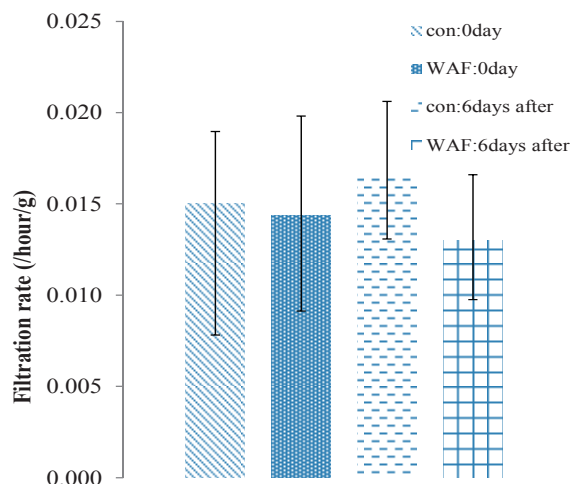 0.025
0.020
0.015
0.010
0.005
0.000
Filtration rate (/hour/g)
con:0day
WAF:0day
con:6days after
WAF:6days after